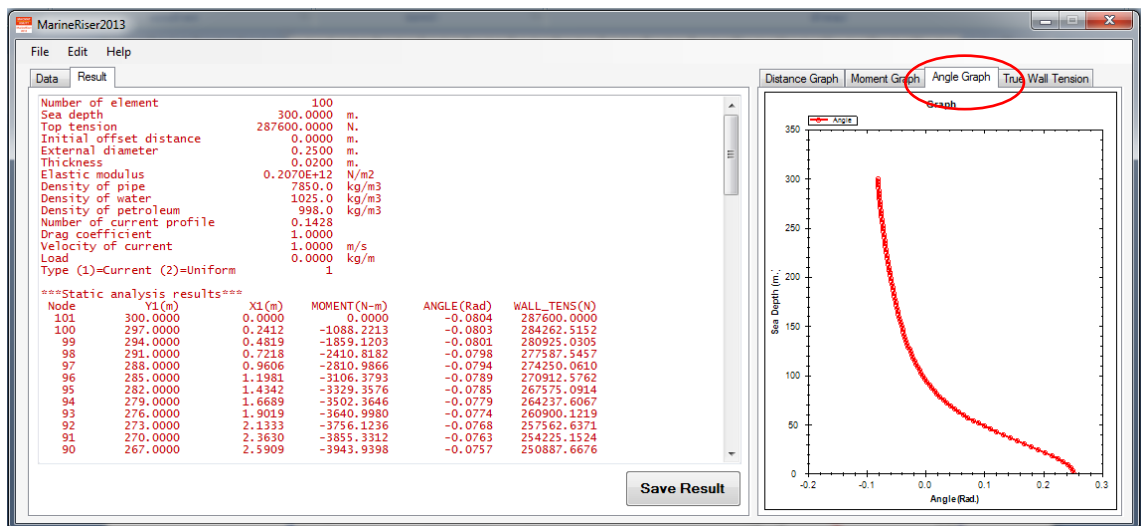 MarineRiser2013
File Edit Help
Data Result
Number of element 100
Sea depth 300.0000 m.
Top tension 287600.0000 N.
Initial offset distance 0.0000 m.
External diameter 0.2500 m.
Thickness 0.0200 m.
Elastic modulus 0.2070E+12 N/m2
Density of pipe 7850.0 kg/m3
Density of water 1025.0 kg/m3
Density of petroleum 998.0 kg/m3
Number of current profile 0.1428
Drag coefficient 1.0000
Velocity of current 1.0000 m/s
Load 0.0000 kg/m
Type (1)=Current (2)=Uniform 1
***Static analysis results***
Node Y1(m) X1(m) MOMENT(N-m) ANGLE(Rad) WALL_TENS(N)
101 300.0000 0.0000 0.0000 -0.0804 287600.0000
100 297.0000 0.2412 -1088.2213 -0.0803 284262.5152
99 294.0000 0.4819 -1859.1203 -0.0801 280925.0305
98 291.0000 0.7218 -2410.8182 -0.0798 277587.5457
97 288.0000 0.9606 -2810.9866 -0.0794 274250.0610
96 285.0000 1.1981 -3106.3793 -0.0789 270912.5762
95 282.0000 1.4342 -3329.3576 -0.0785 267575.0914
94 279.0000 1.6689 -3502.3646 -0.0779 264237.6067
93 276.0000 1.9019 -3640.9980 -0.0774 260900.1219
92 273.0000 2.1333 -3756.1236 -0.0768 257562.6371
91 270.0000 2.3630 -3855.3312 -0.0763 254225.1524
90 267.0000 2.5909 -3943.9398 -0.0757 250887.6676
Save Result
Distance Graph Moment Graph Angle Graph True Wall Tension
Graph
Angle
350
300
250
200
150
100
50
0
Sea Depth (m.)
-0.2 -0.1 0.0 0.1 0.2 0.3
Angle(Rad.)